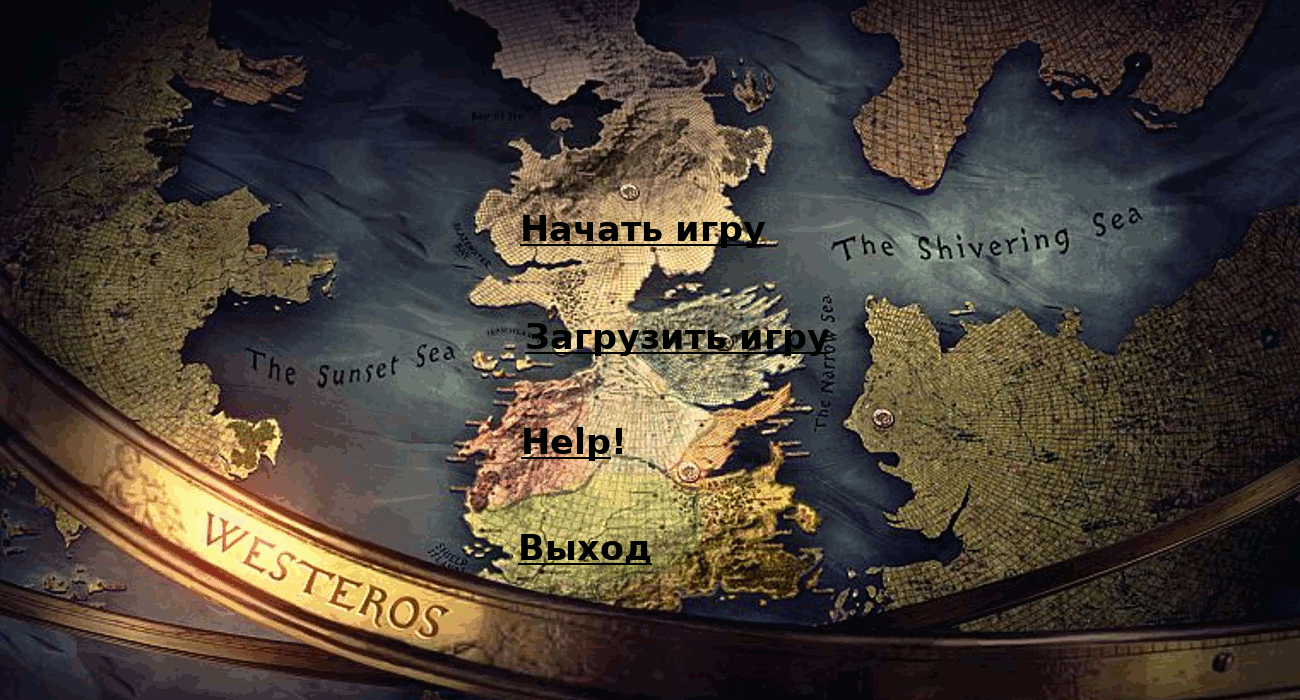 Начать игру
The Shivering Sea
Загрузить игру
The Sunset Sea
The Narrow Sea
Help!
WESTEROS
Выход